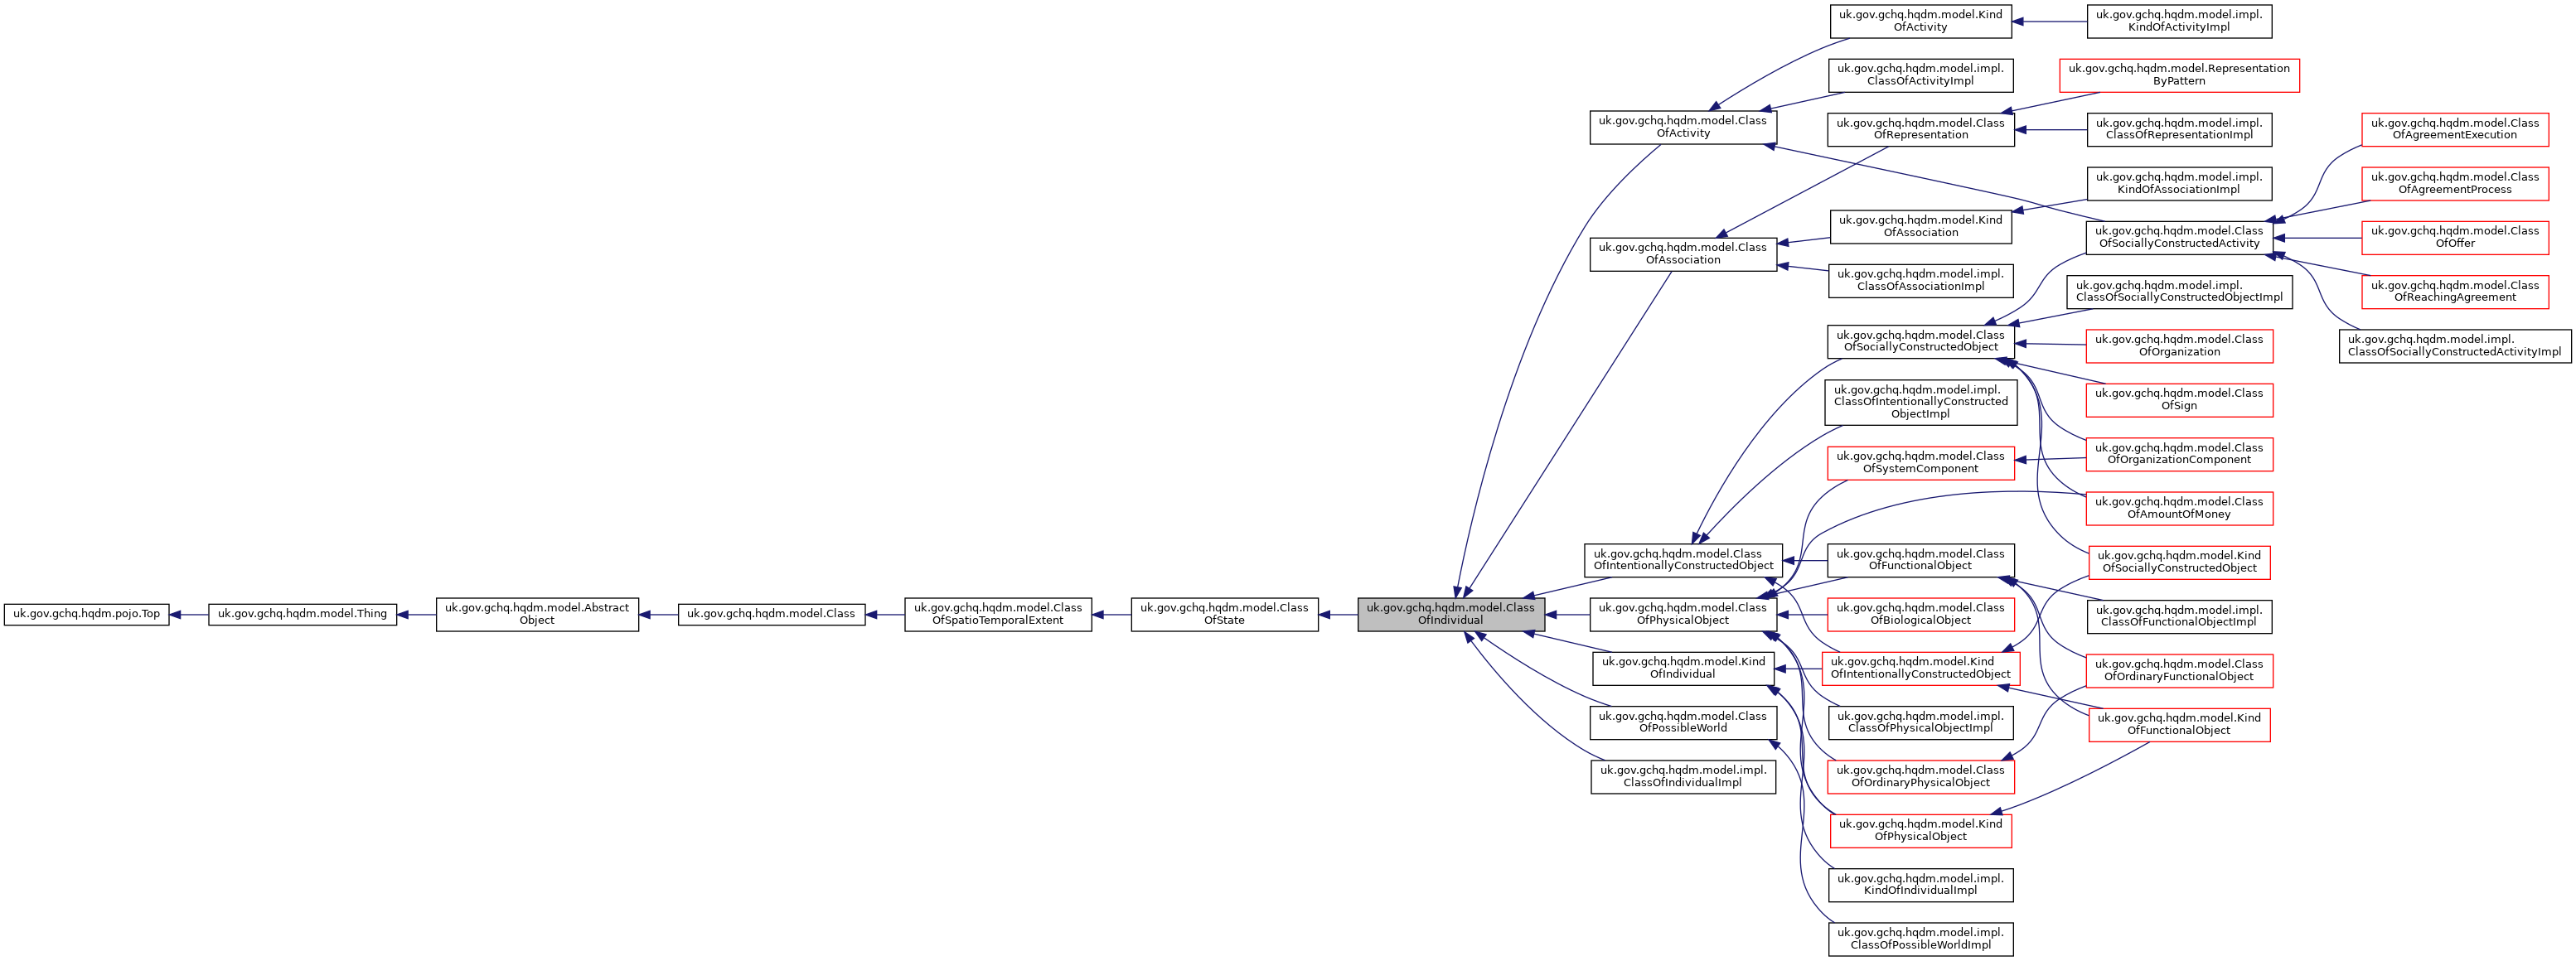 uk.gov.gchq.hqdm.pojo.Top
uk.gov.gchq.hqdm.model.Thing
uk.gov.gchq.hqdm.model.Abstract
Object
uk.gov.gchq.hqdm.model.Class
uk.gov.gchq.hqdm.model.Class
OfSpatioTemporalExtent
uk.gov.gchq.hqdm.model.Class
OfState
uk.gov.gchq.hqdm.model.Class
OfIndividual
uk.gov.gchq.hqdm.model.Class
OfActivity
uk.gov.gchq.hqdm.model.Class
OfAssociation
uk.gov.gchq.hqdm.model.Class
OfIntentionallyConstructedObject
uk.gov.gchq.hqdm.model.Class
OfPhysicalObject
uk.gov.gchq.hqdm.model.Kind
OfIndividual
uk.gov.gchq.hqdm.model.Class
OfPossibleWorld
uk.gov.gchq.hqdm.model.impl.
ClassOfIndividualImpl
uk.gov.gchq.hqdm.model.Kind
OfActivity
uk.gov.gchq.hqdm.model.impl.
ClassOfActivityImpl
uk.gov.gchq.hqdm.model.Class
OfRepresentation
uk.gov.gchq.hqdm.model.Kind
OfAssociation
uk.gov.gchq.hqdm.model.impl.
ClassOfAssociationImpl
uk.gov.gchq.hqdm.model.Class
OfSociallyConstructedObject
uk.gov.gchq.hqdm.model.impl.
ClassOfIntentionallyConstructed
ObjectImpl
uk.gov.gchq.hqdm.model.Class
OfSystemComponent
uk.gov.gchq.hqdm.model.Class
OfFunctionalObject
uk.gov.gchq.hqdm.model.Class
OfBiologicalObject
uk.gov.gchq.hqdm.model.Kind
OfIntentionallyConstructedObject
uk.gov.gchq.hqdm.model.impl.
ClassOfPhysicalObjectImpl
uk.gov.gchq.hqdm.model.Class
OfOrdinaryPhysicalObject
uk.gov.gchq.hqdm.model.Kind
OfPhysicalObject
uk.gov.gchq.hqdm.model.impl.
KindOfIndividualImpl
uk.gov.gchq.hqdm.model.impl.
ClassOfPossibleWorldImpl
uk.gov.gchq.hqdm.model.impl.
KindOfActivityImpl
uk.gov.gchq.hqdm.model.Representation
ByPattern
uk.gov.gchq.hqdm.model.impl.
ClassOfRepresentationImpl
uk.gov.gchq.hqdm.model.impl.
KindOfAssociationImpl
uk.gov.gchq.hqdm.model.Class
OfSociallyConstructedActivity
uk.gov.gchq.hqdm.model.impl.
ClassOfSociallyConstructedObjectImpl
uk.gov.gchq.hqdm.model.Class
OfOrganization
uk.gov.gchq.hqdm.model.Class
OfSign
uk.gov.gchq.hqdm.model.Class
OfOrganizationComponent
uk.gov.gchq.hqdm.model.Class
OfAmountOfMoney
uk.gov.gchq.hqdm.model.Kind
OfSociallyConstructedObject
uk.gov.gchq.hqdm.model.impl.
ClassOfFunctionalObjectImpl
uk.gov.gchq.hqdm.model.Class
OfOrdinaryFunctionalObject
uk.gov.gchq.hqdm.model.Kind
OfFunctionalObject
uk.gov.gchq.hqdm.model.Class
OfAgreementExecution
uk.gov.gchq.hqdm.model.Class
OfAgreementProcess
uk.gov.gchq.hqdm.model.Class
OfOffer
uk.gov.gchq.hqdm.model.Class
OfReachingAgreement
uk.gov.gchq.hqdm.model.impl.
ClassOfSociallyConstructedActivityImpl